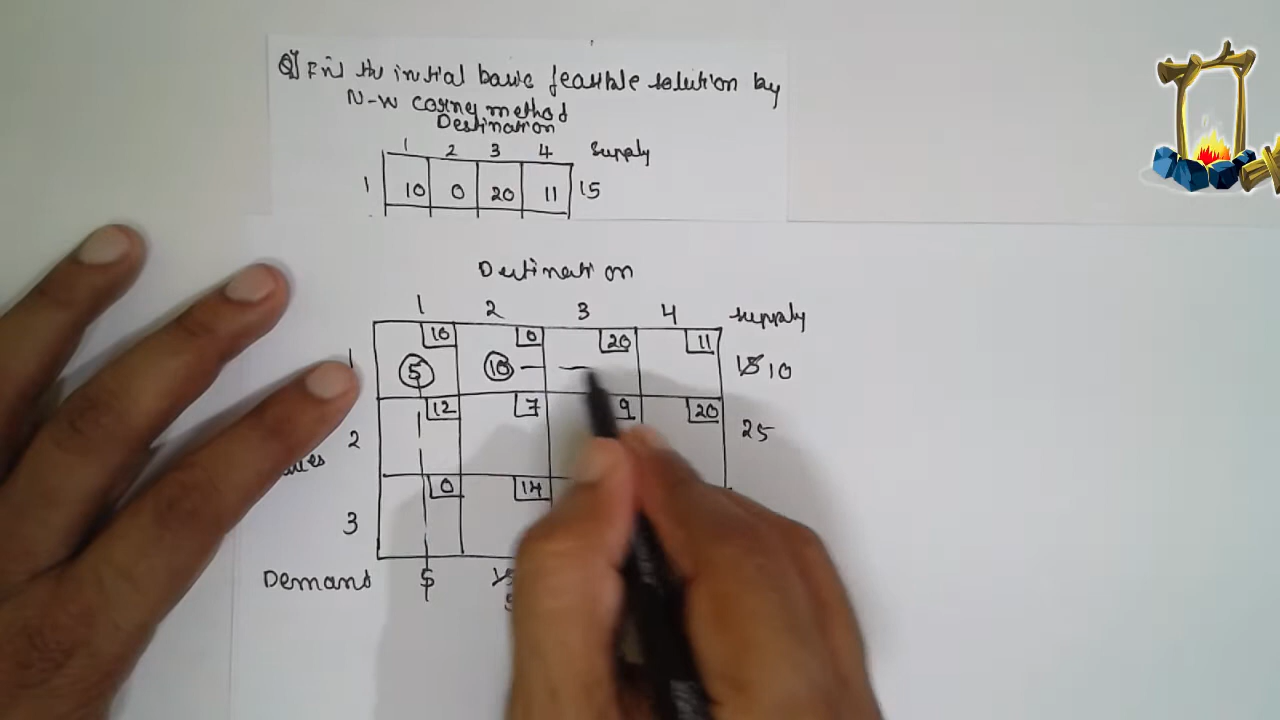 Q] Find the initial basic feasible solution by
N-W corner method
Destination
1 2 3 4 supply
1 10 0 20 11 15
Destination
1 2 3 4 supply
1 10 0 20 11
5 10 15 10
2 12 7 9 20 25
3 0 14
Demand 5 15
5